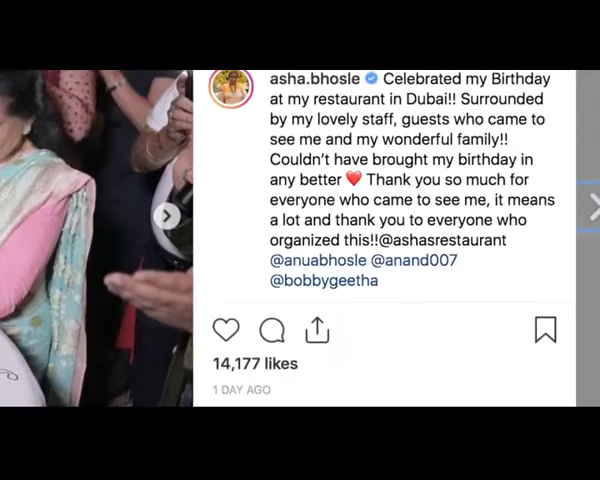 asha.bhosle Celebrated my Birthday
at my restaurant in Dubai!! Surrounded
by my lovely staff, guests who came to
see me and my wonderful family!!
Couldn't have brought my birthday in
any better ❤️ Thank you so much for
everyone who came to see me, it means
a lot and thank you to everyone who
organized this!!@ashasrestaurant
@anuabhosle @anand007
@bobbygeetha
14,177 likes
1 DAY AGO